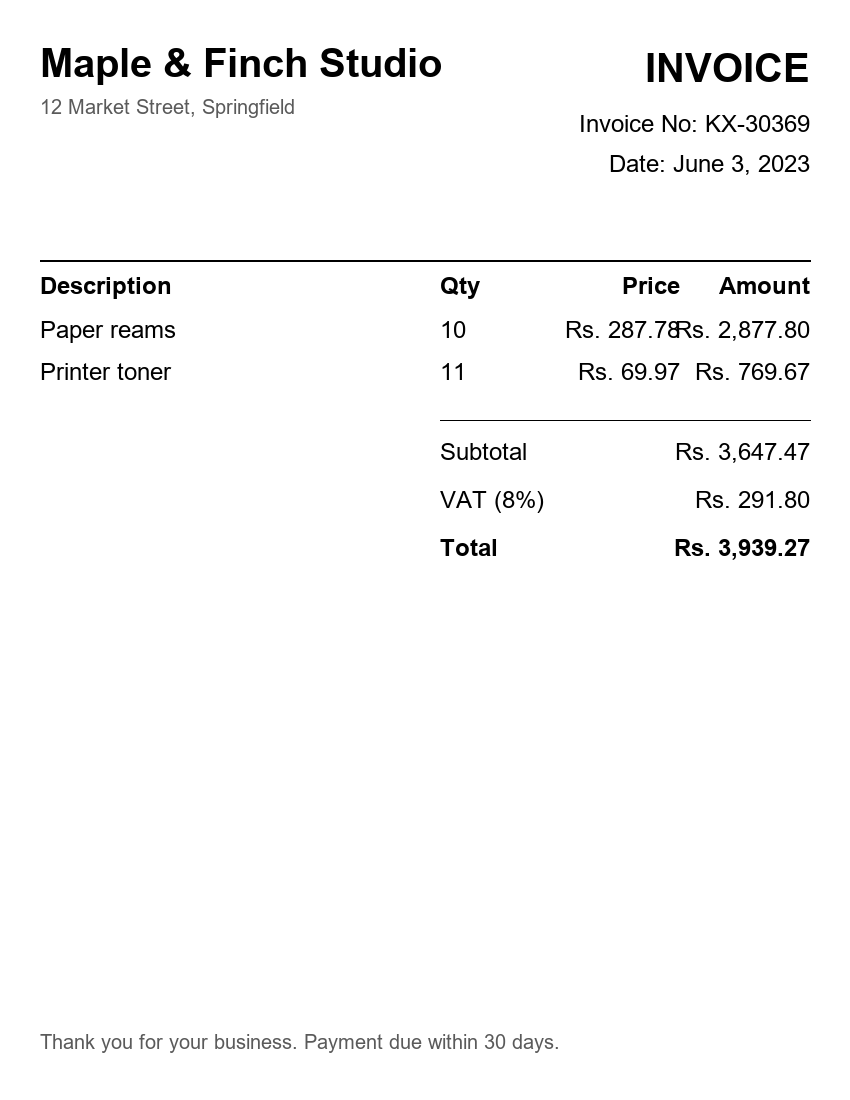 Maple & Finch Studio
INVOICE
12 Market Street, Springfield
Invoice No: KX-30369
Date: June 3, 2023
Description Qty Price Amount
Paper reams 10 Rs. 287.78 Rs. 2,877.80
Printer toner 11 Rs. 69.97 Rs. 769.67
Subtotal Rs. 3,647.47
VAT (8%) Rs. 291.80
Total Rs. 3,939.27
Thank you for your business. Payment due within 30 days.